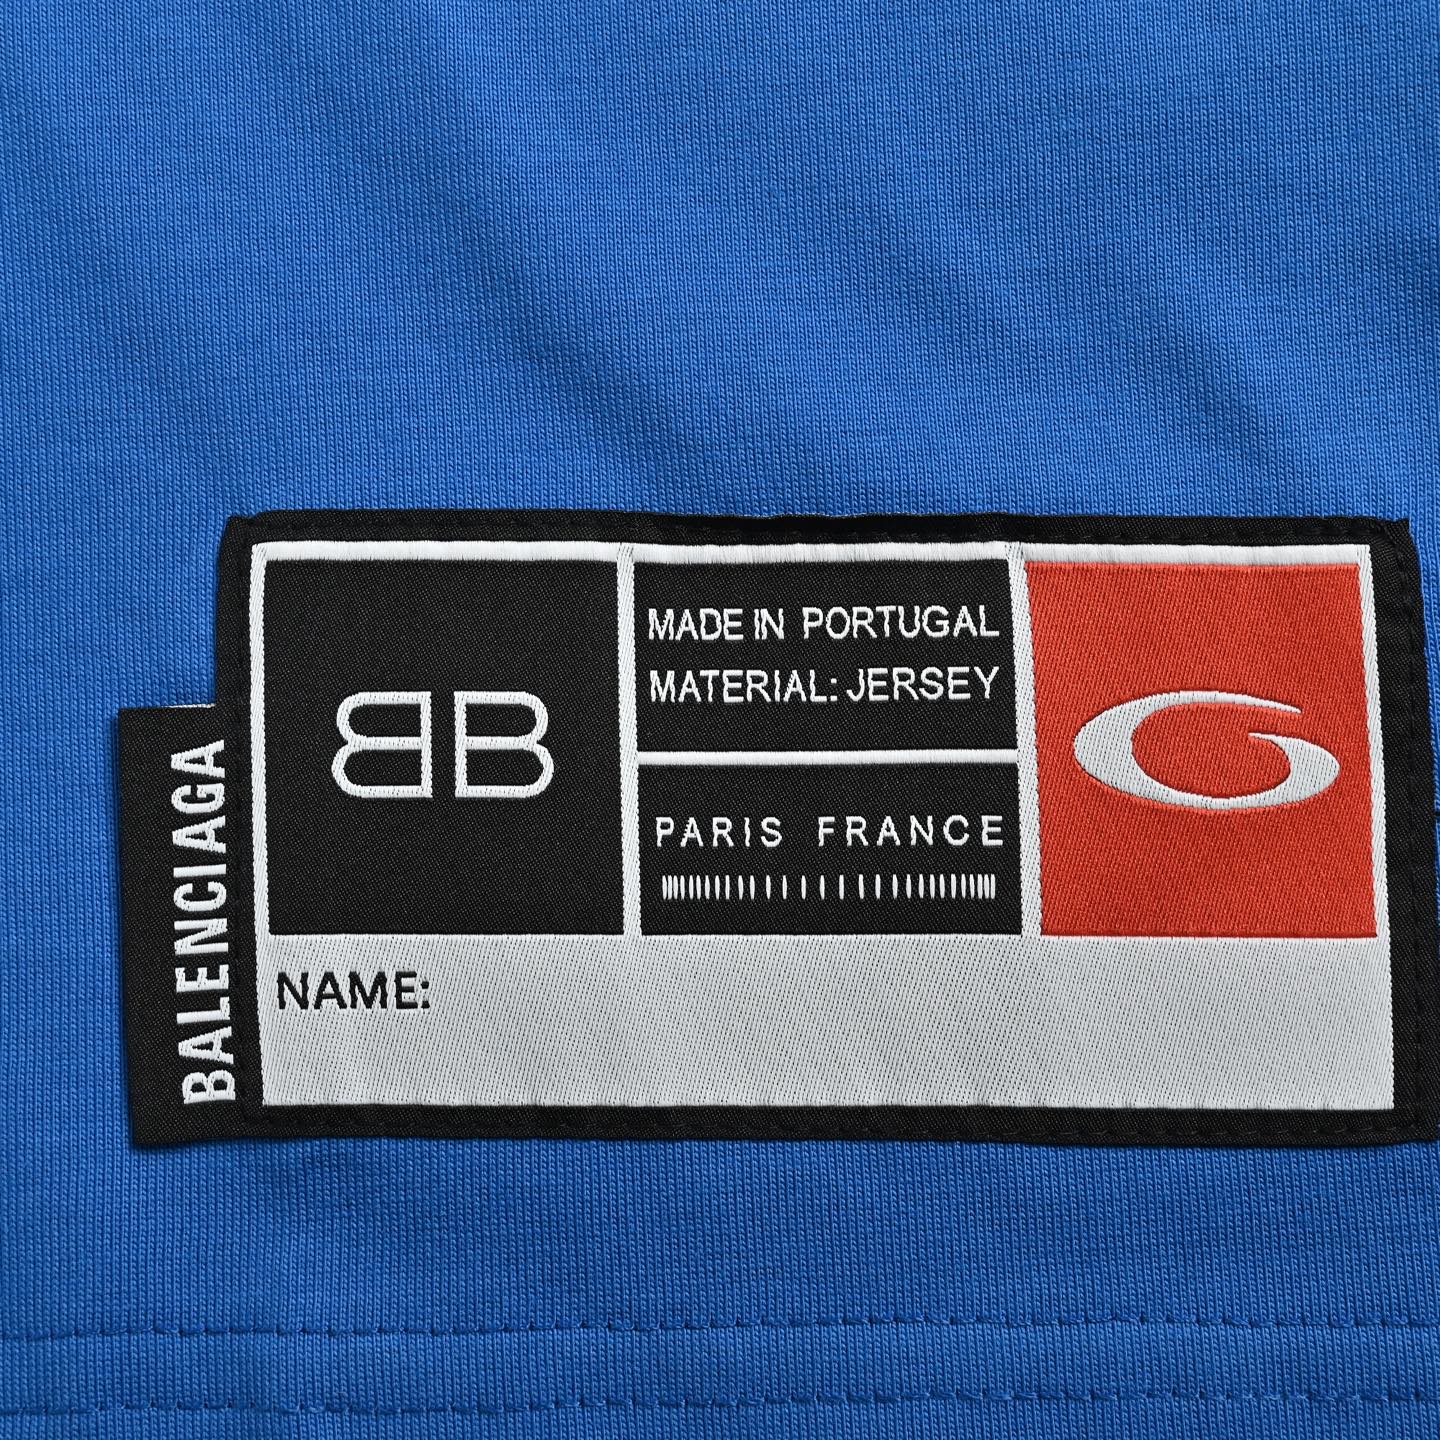 BALENCIAGA
BB
MADE IN PORTUGAL
MATERIAL: JERSEY
PARIS FRANCE
G
NAME: